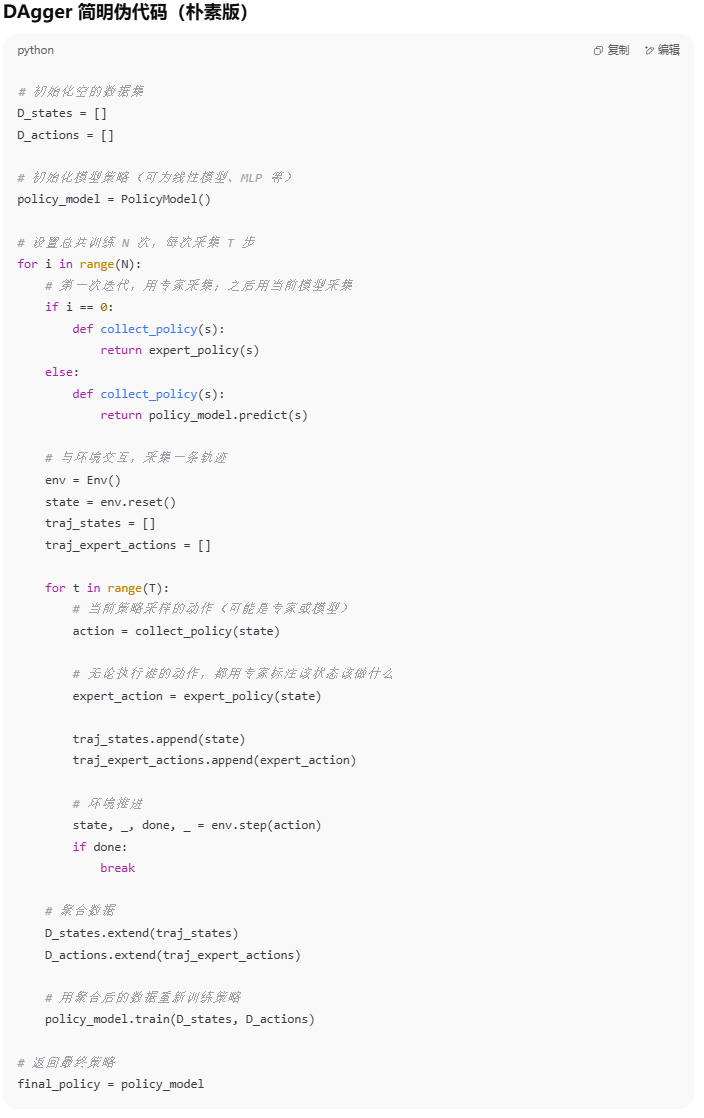 DAgger 简明伪代码（朴素版）
python 复制 编辑
# 初始化空的数据集
D_states = []
D_actions = []
# 初始化模型策略（可为线性模型、MLP 等）
policy_model = PolicyModel()
# 设置总共训练 N 次，每次采集 T 步
for i in range(N):
    # 第一次迭代，用专家采集；之后用当前模型采集
    if i == 0:
        def collect_policy(s):
            return expert_policy(s)
    else:
        def collect_policy(s):
            return policy_model.predict(s)
    # 与环境交互，采集一条轨迹
    env = Env()
    state = env.reset()
    traj_states = []
    traj_expert_actions = []
    for t in range(T):
        # 当前策略采样的动作（可能是专家或模型）
        action = collect_policy(state)
        # 无论执行谁的动作，都用专家标注该状态该做什么
        expert_action = expert_policy(state)
        traj_states.append(state)
        traj_expert_actions.append(expert_action)
        # 环境推进
        state, _, done, _ = env.step(action)
        if done:
            break
    # 聚合数据
    D_states.extend(traj_states)
    D_actions.extend(traj_expert_actions)
    # 用聚合后的数据重新训练策略
    policy_model.train(D_states, D_actions)
# 返回最终策略
final_policy = policy_model